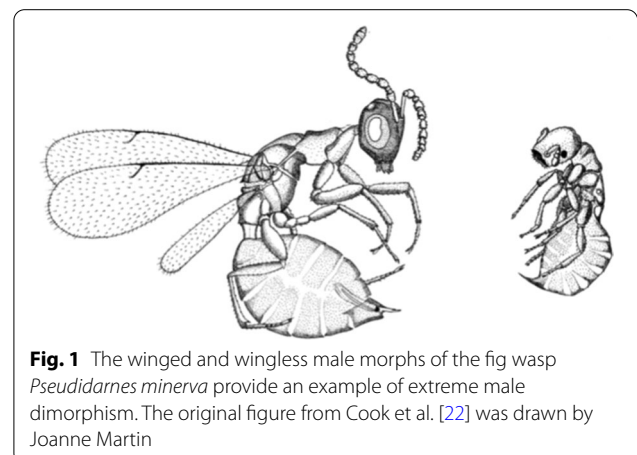 Fig. 1 The winged and wingless male morphs of the fig wasp
Pseudidarnes minerva provide an example of extreme male
dimorphism. The original figure from Cook et al. [22] was drawn by
Joanne Martin